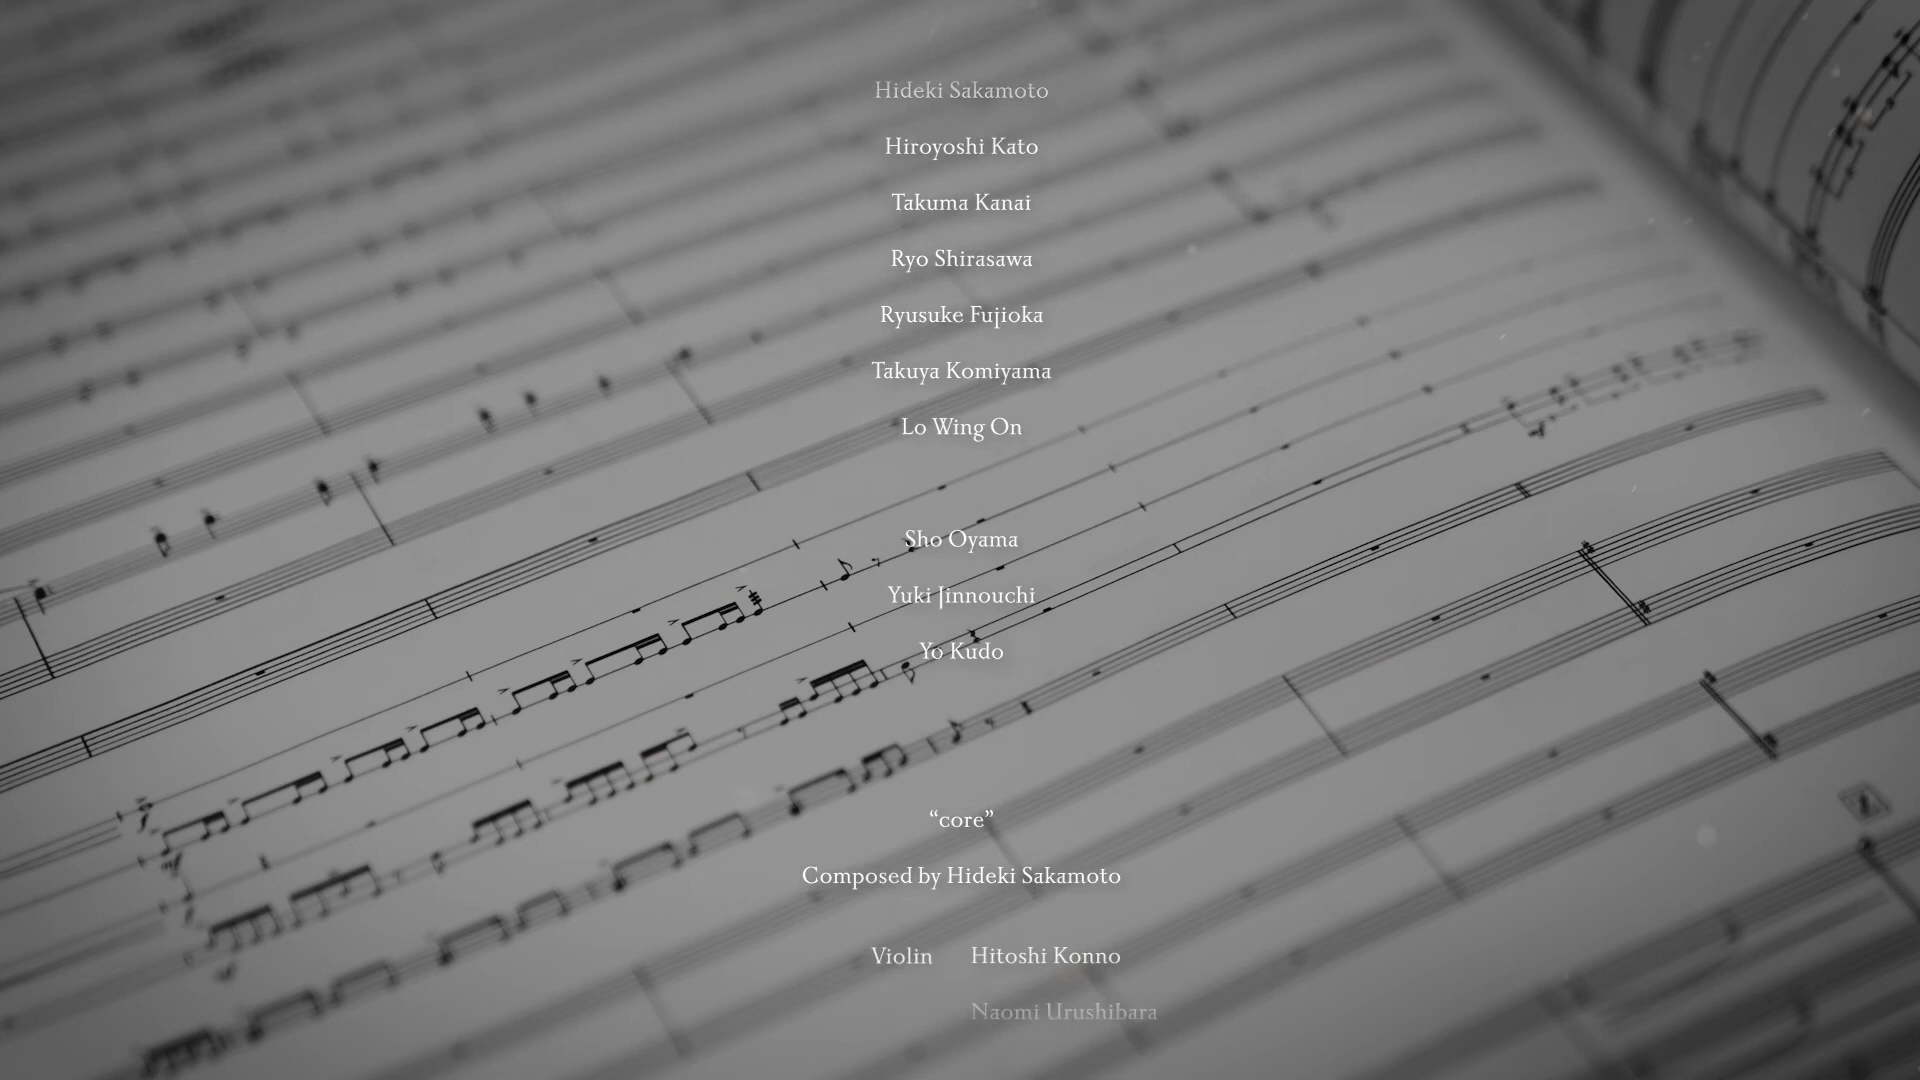 Hideki Sakamoto
Hiroyoshi Kato
Takuma Kanai
Ryo Shirasawa
Ryusuke Fujioka
Takuya Komiyama
Lo Wing On
Sho Oyama
Yuki Jinnouchi
Yo Kudo
“core”
Composed by Hideki Sakamoto
Violin Hitoshi Konno
Naomi Urushibara